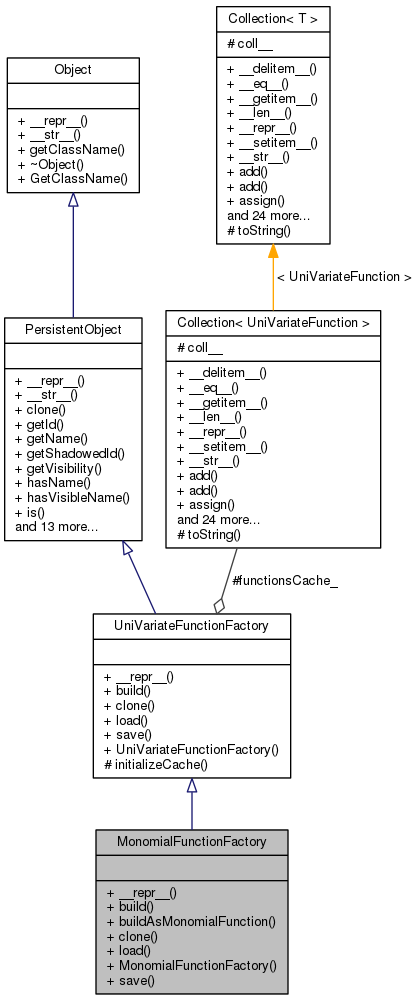 Collection< T >
# coll__
+ __delitem__()
+ __eq__()
+ __getitem__()
+ __len__()
+ __repr__()
+ __setitem__()
+ __str__()
+ add()
+ add()
+ assign()
and 24 more...
# toString()
Object
+ __repr__()
+ __str__()
+ getClassName()
+ ~Object()
+ GetClassName()
< UniVariateFunction >
PersistentObject
+ __repr__()
+ __str__()
+ clone()
+ getId()
+ getName()
+ getShadowedId()
+ getVisibility()
+ hasName()
+ hasVisibleName()
+ is()
and 13 more...
Collection< UniVariateFunction >
# coll__
+ __delitem__()
+ __eq__()
+ __getitem__()
+ __len__()
+ __repr__()
+ __setitem__()
+ __str__()
+ add()
+ add()
+ assign()
and 24 more...
# toString()
#functionsCache_
UniVariateFunctionFactory
+ __repr__()
+ build()
+ clone()
+ load()
+ save()
+ UniVariateFunctionFactory()
# initializeCache()
MonomialFunctionFactory
+ __repr__()
+ build()
+ buildAsMonomialFunction()
+ clone()
+ load()
+ MonomialFunctionFactory()
+ save()